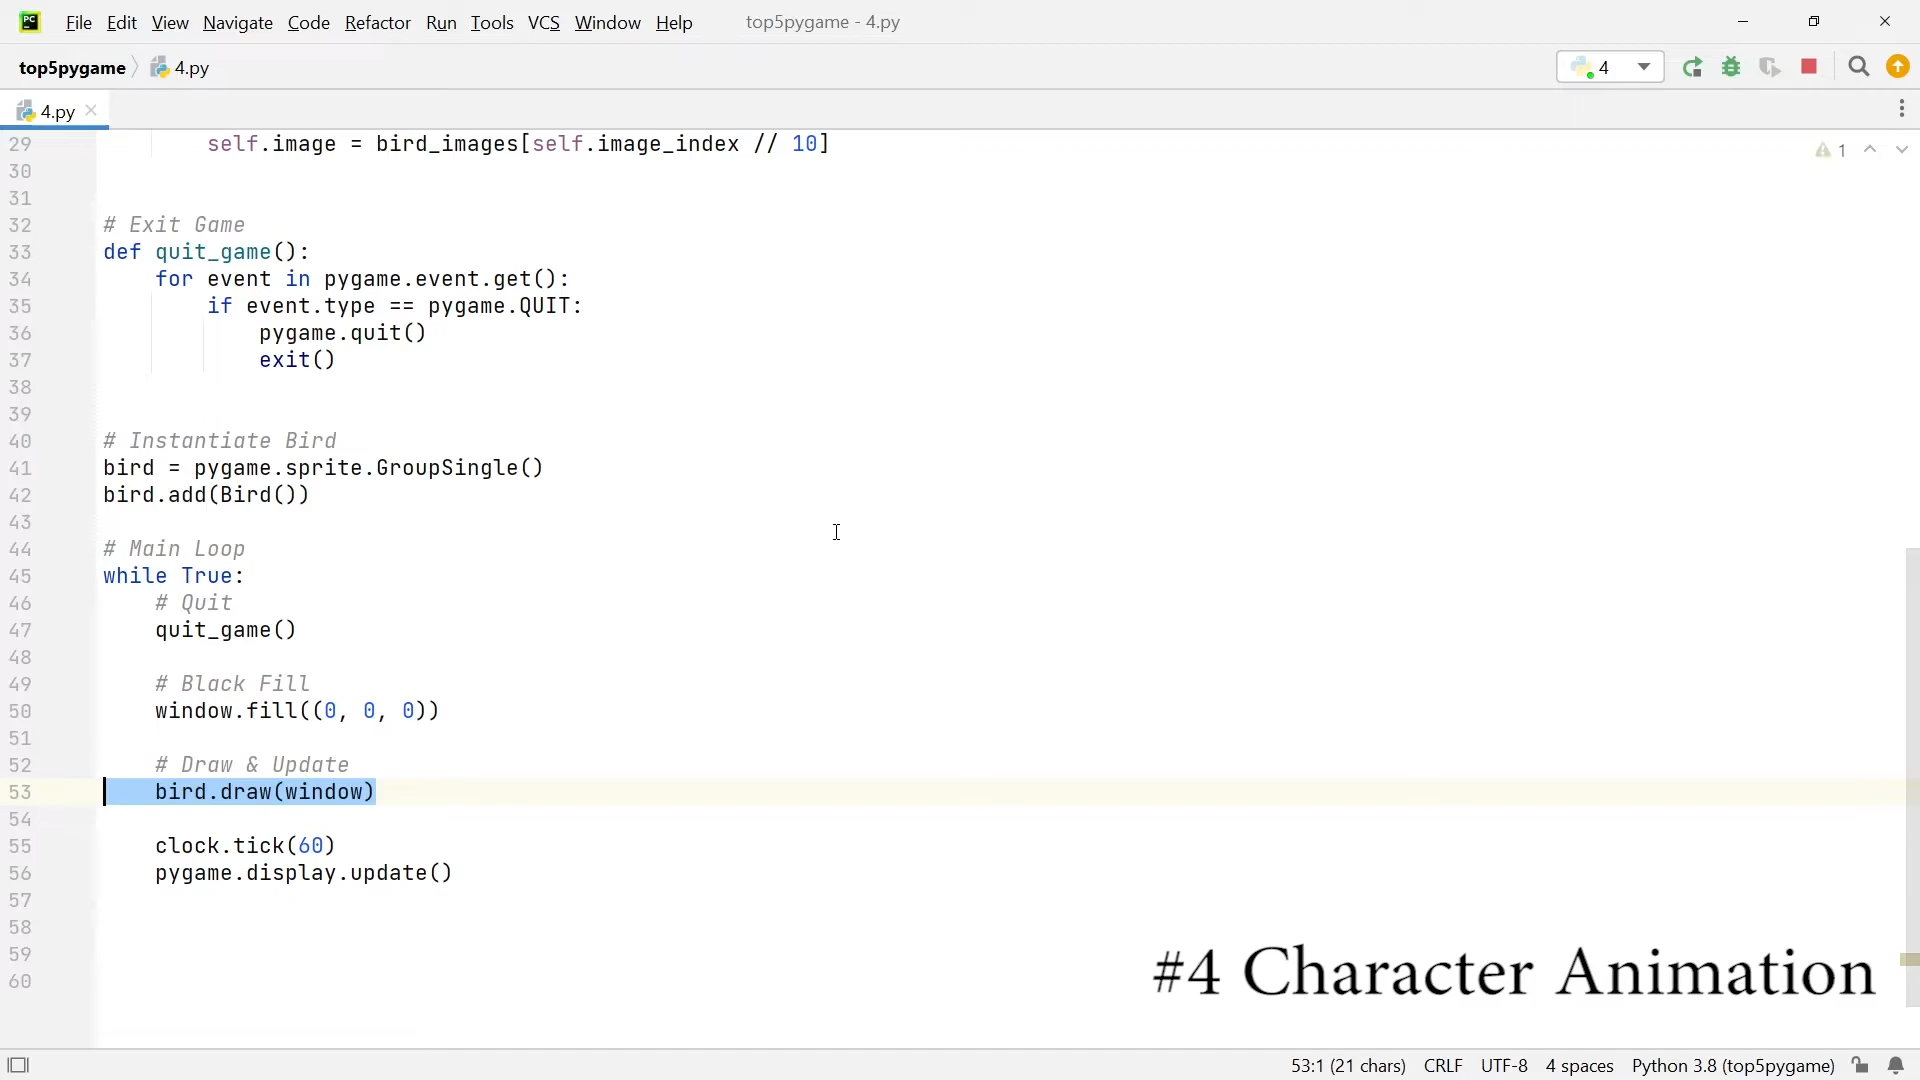 PC File Edit View Navigate Code Refactor Run Tools VCS Window Help top5pygame - 4.py
top5pygame 4.py 4
4.py
1
29 self.image = bird_images[self.image_index // 10]
30
31
32 # Exit Game
33 def quit_game():
34 for event in pygame.event.get():
35 if event.type == pygame.QUIT:
36 pygame.quit()
37 exit()
38
39
40 # Instantiate Bird
41 bird = pygame.sprite.GroupSingle()
42 bird.add(Bird())
43
44 # Main Loop
45 while True:
46 # Quit
47 quit_game()
48
49 # Black Fill
50 window.fill((0, 0, 0))
51
52 # Draw & Update
53 bird.draw(window)
54
55 clock.tick(60)
56 pygame.display.update()
57
58
59
60
#4 Character Animation
53:1 (21 chars) CRLF UTF-8 4 spaces Python 3.8 (top5pygame)